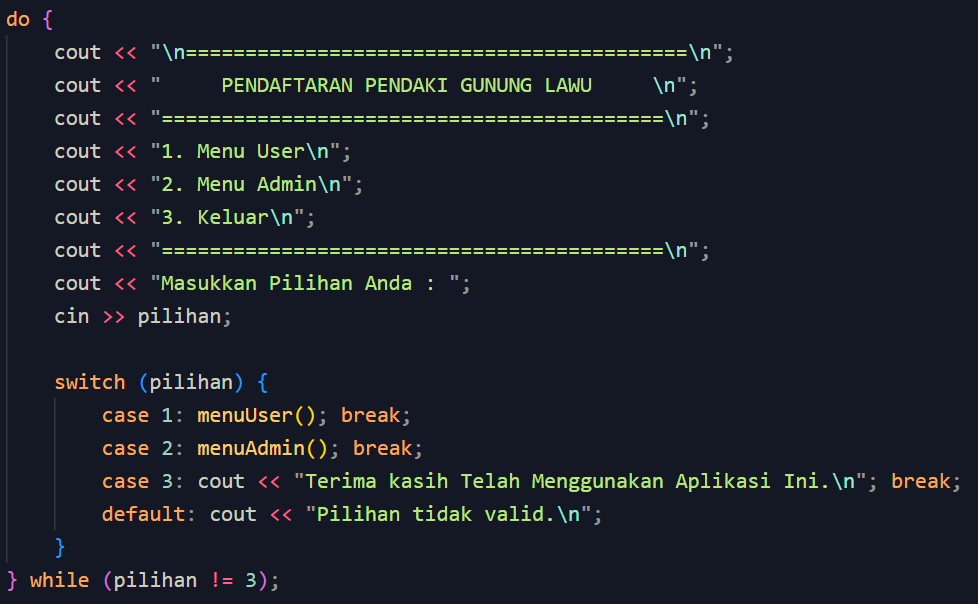 do {
    cout << "\n==========================================\n";
    cout << "     PENDAFTARAN PENDAKI GUNUNG LAWU     \n";
    cout << "==========================================\n";
    cout << "1. Menu User\n";
    cout << "2. Menu Admin\n";
    cout << "3. Keluar\n";
    cout << "==========================================\n";
    cout << "Masukkan Pilihan Anda : ";
    cin >> pilihan;

    switch (pilihan) {
        case 1: menuUser(); break;
        case 2: menuAdmin(); break;
        case 3: cout << "Terima kasih Telah Menggunakan Aplikasi Ini.\n"; break;
        default: cout << "Pilihan tidak valid.\n";
    }
} while (pilihan != 3);